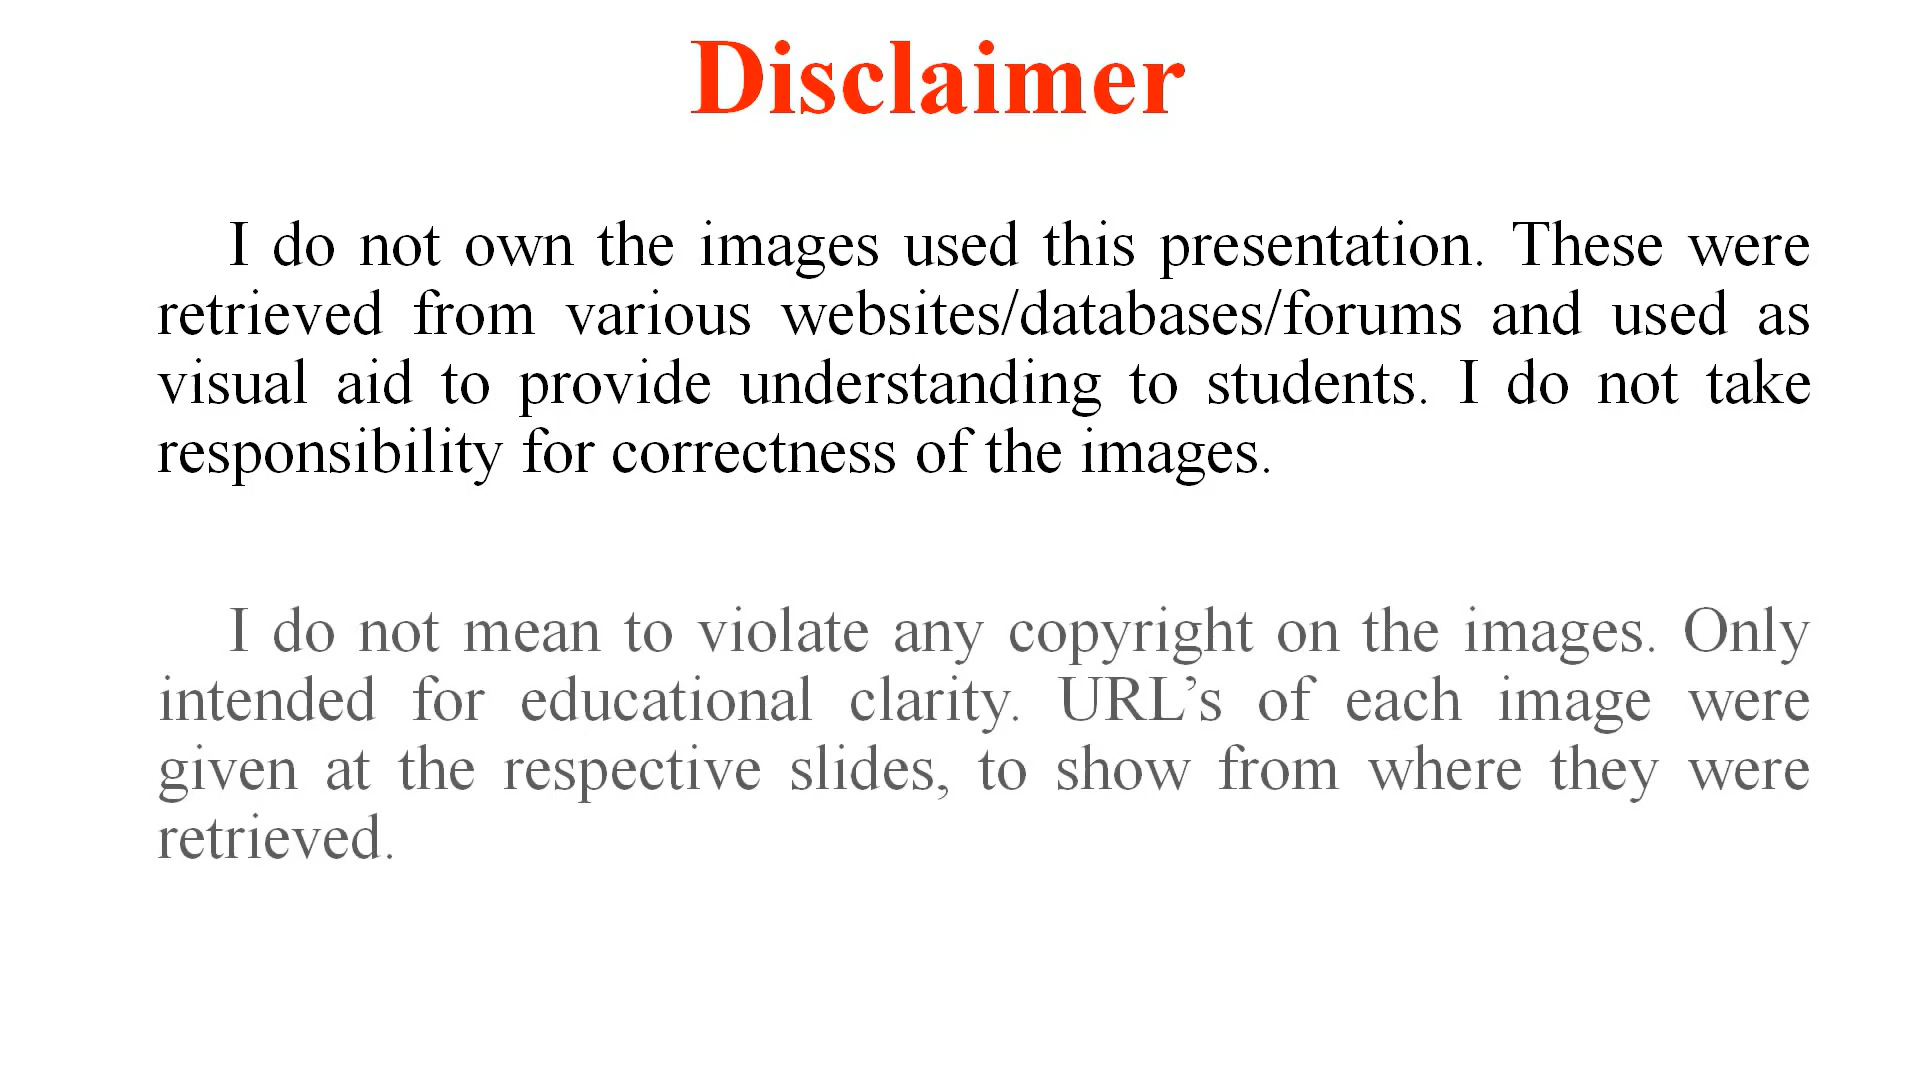 Disclaimer
I do not own the images used this presentation. These were
retrieved from various websites/databases/forums and used as
visual aid to provide understanding to students. I do not take
responsibility for correctness of the images.
I do not mean to violate any copyright on the images. Only
intended for educational clarity. URL’s of each image were
given at the respective slides, to show from where they were
retrieved.